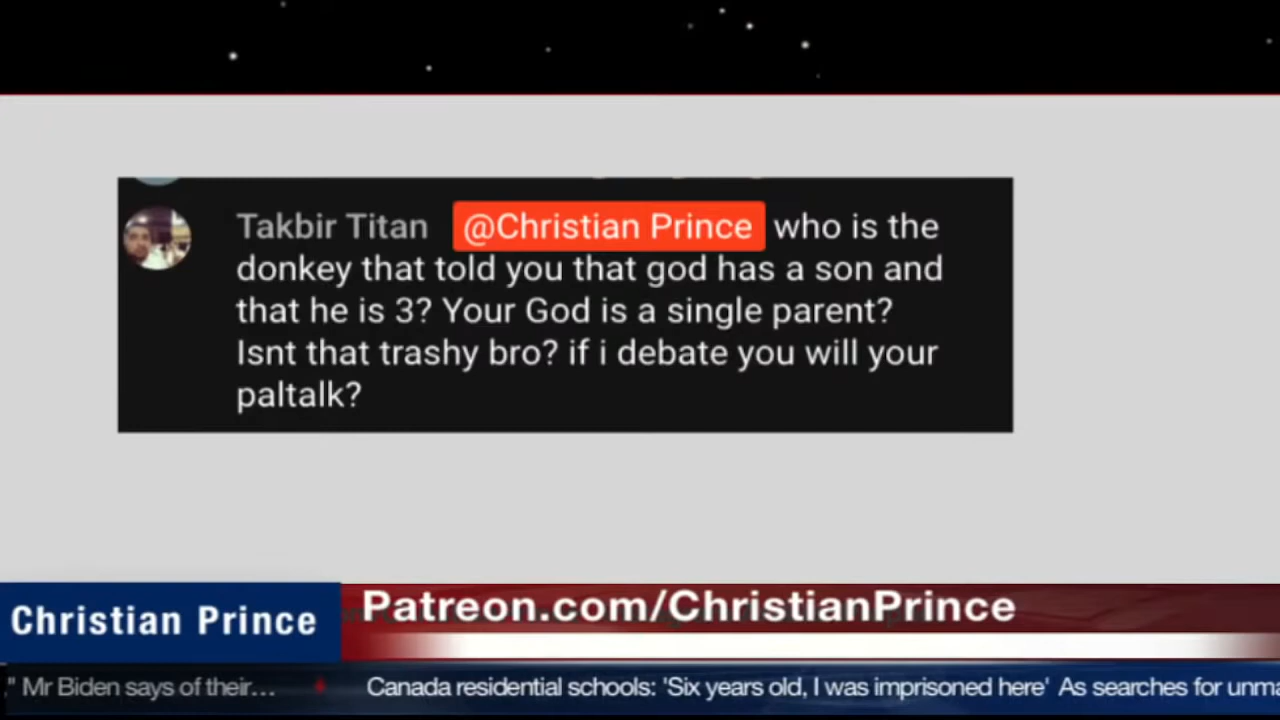 Takbir Titan @Christian Prince who is the
donkey that told you that god has a son and
that he is 3? Your God is a single parent?
Isnt that trashy bro? if i debate you will your
paltalk?
Christian Prince
Patreon.com/ChristianPrince
" Mr Biden says of their... Canada residential schools: 'Six years old, I was imprisoned here' As searches for